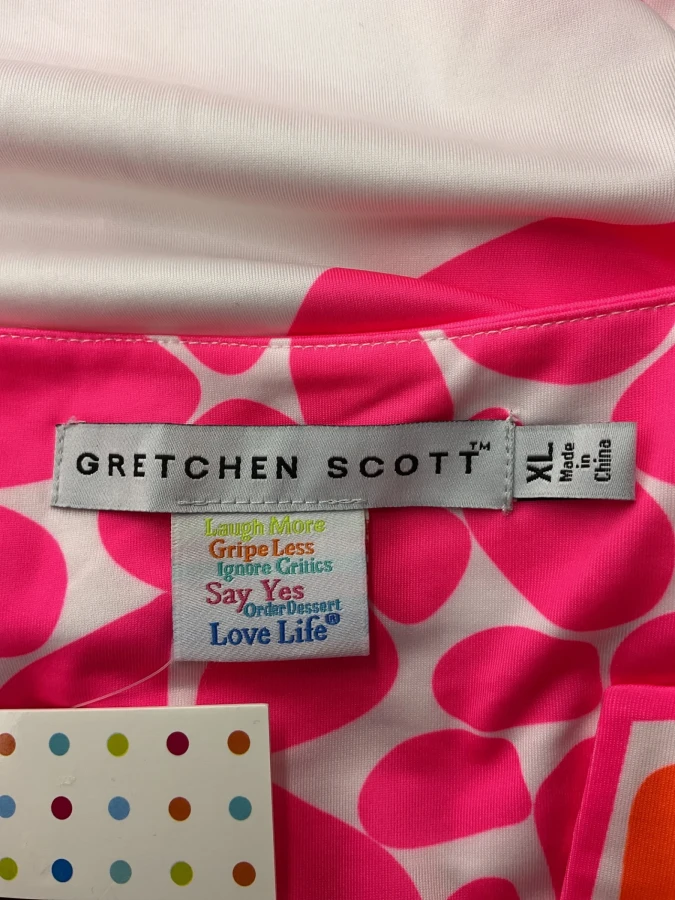 GRETCHEN SCOTT™
XL
Made
in
China
Laugh More
Gripe Less
Ignore Critics
Say Yes
Order Dessert
Love Life®